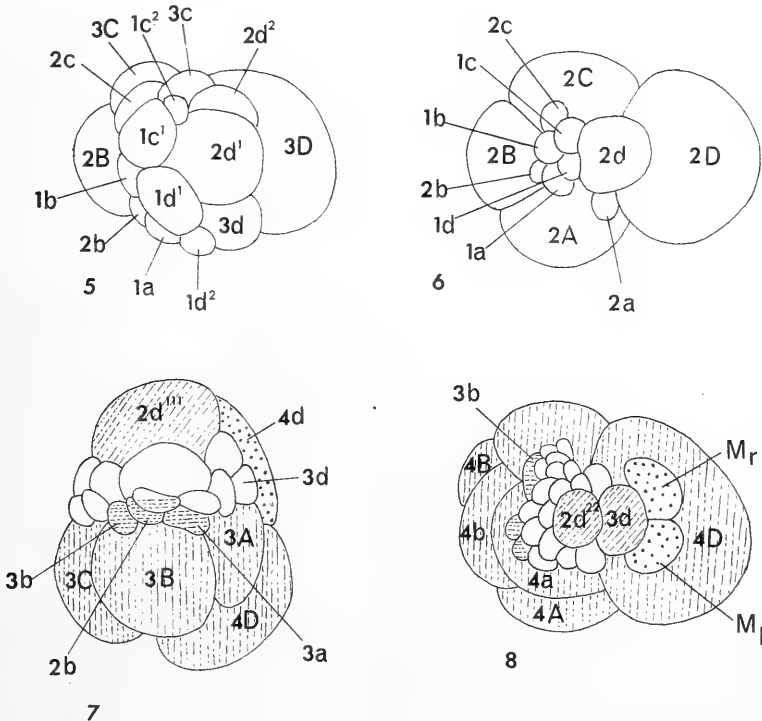 3C
1c²
3c
2d²
2c
1c¹
2B
2d¹
3D
1b
1d¹
2b
3d
1a
1d²
5
2c
1c
2C
1b
2B
2d
2D
2b
1d
1a
2A
2a
6
2d¹¹¹
4d
3d
3A
3b
3C
3B
4D
2b
3a
7
3b
4B
Mr
2d²²
3d
4b
4D
4a
4A
8